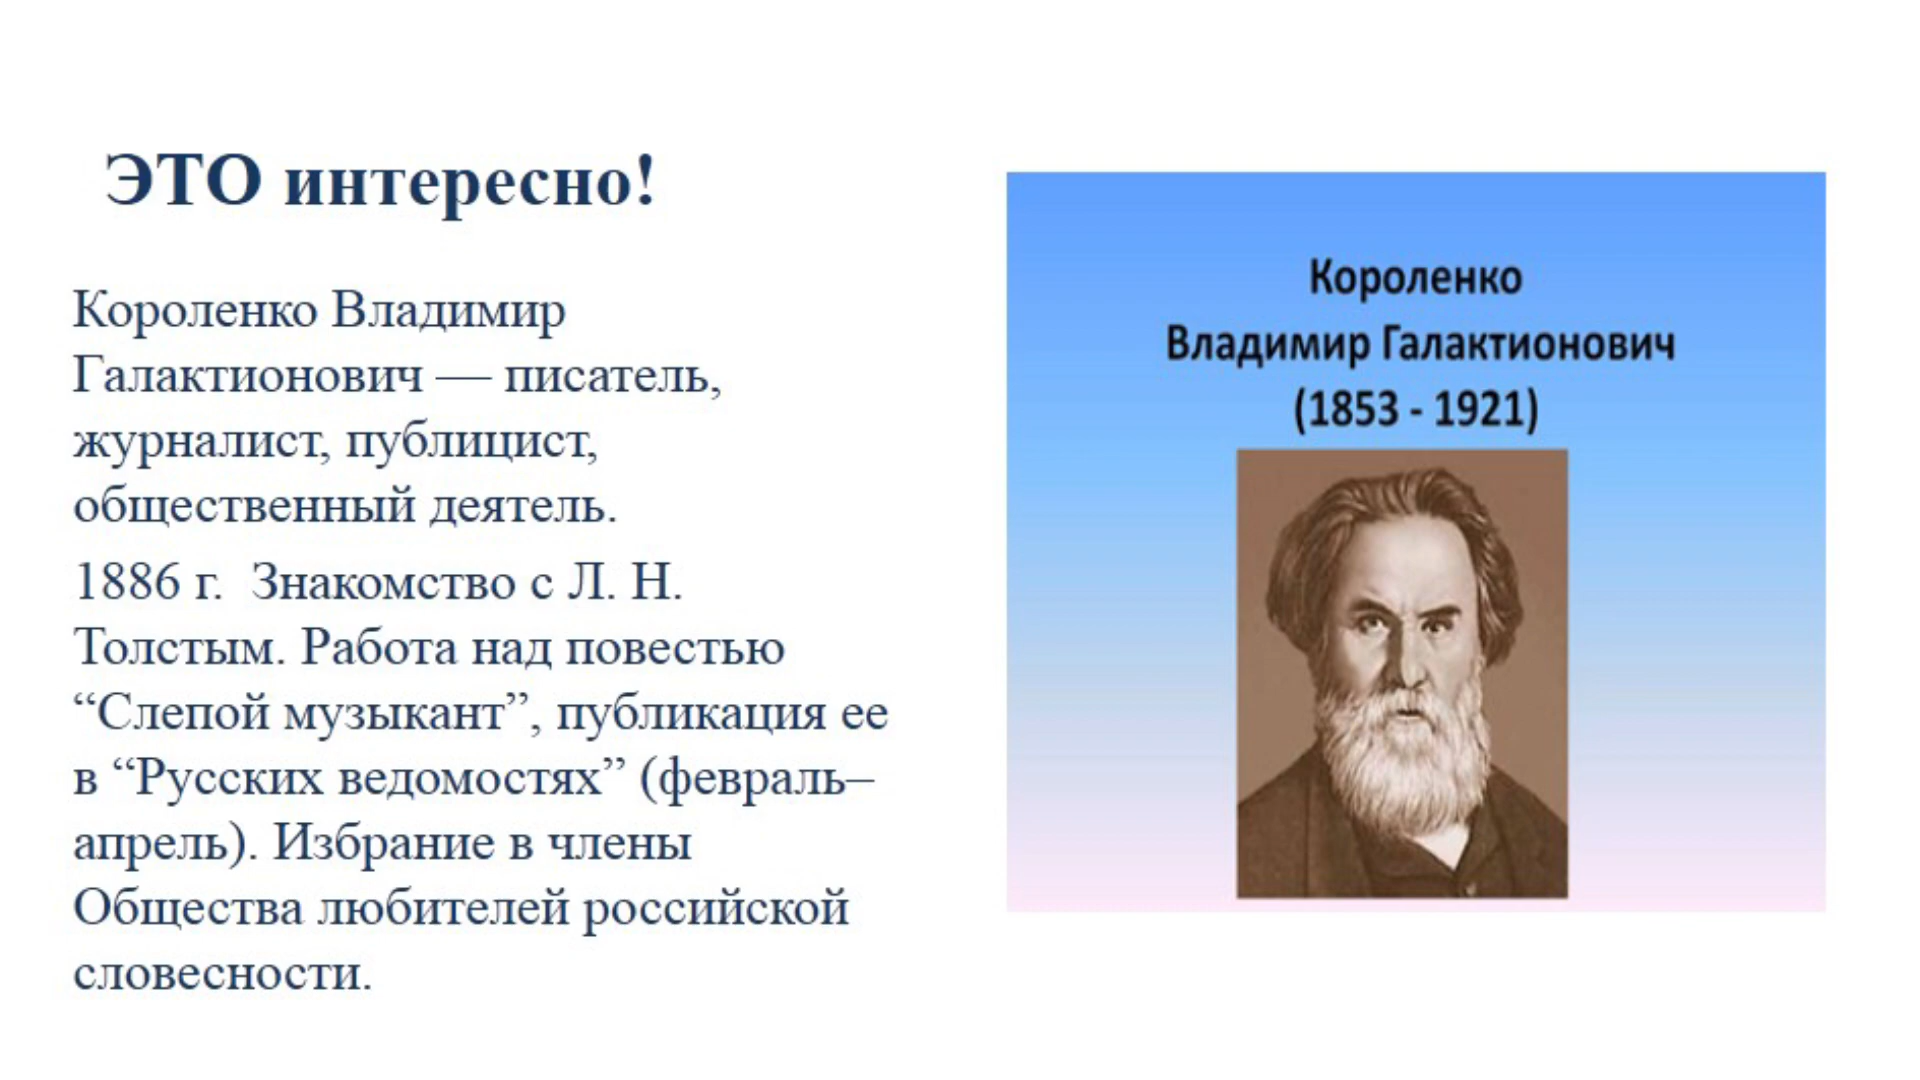 ЭТО интересно!
Короленко Владимир
Галактионович — писатель,
журналист, публицист,
общественный деятель.
1886 г.  Знакомство с Л. Н.
Толстым. Работа над повестью
“Слепой музыкант”, публикация ее
в “Русских ведомостях” (февраль–
апрель). Избрание в члены
Общества любителей российской
словесности.
Короленко
Владимир Галактионович
(1853 - 1921)